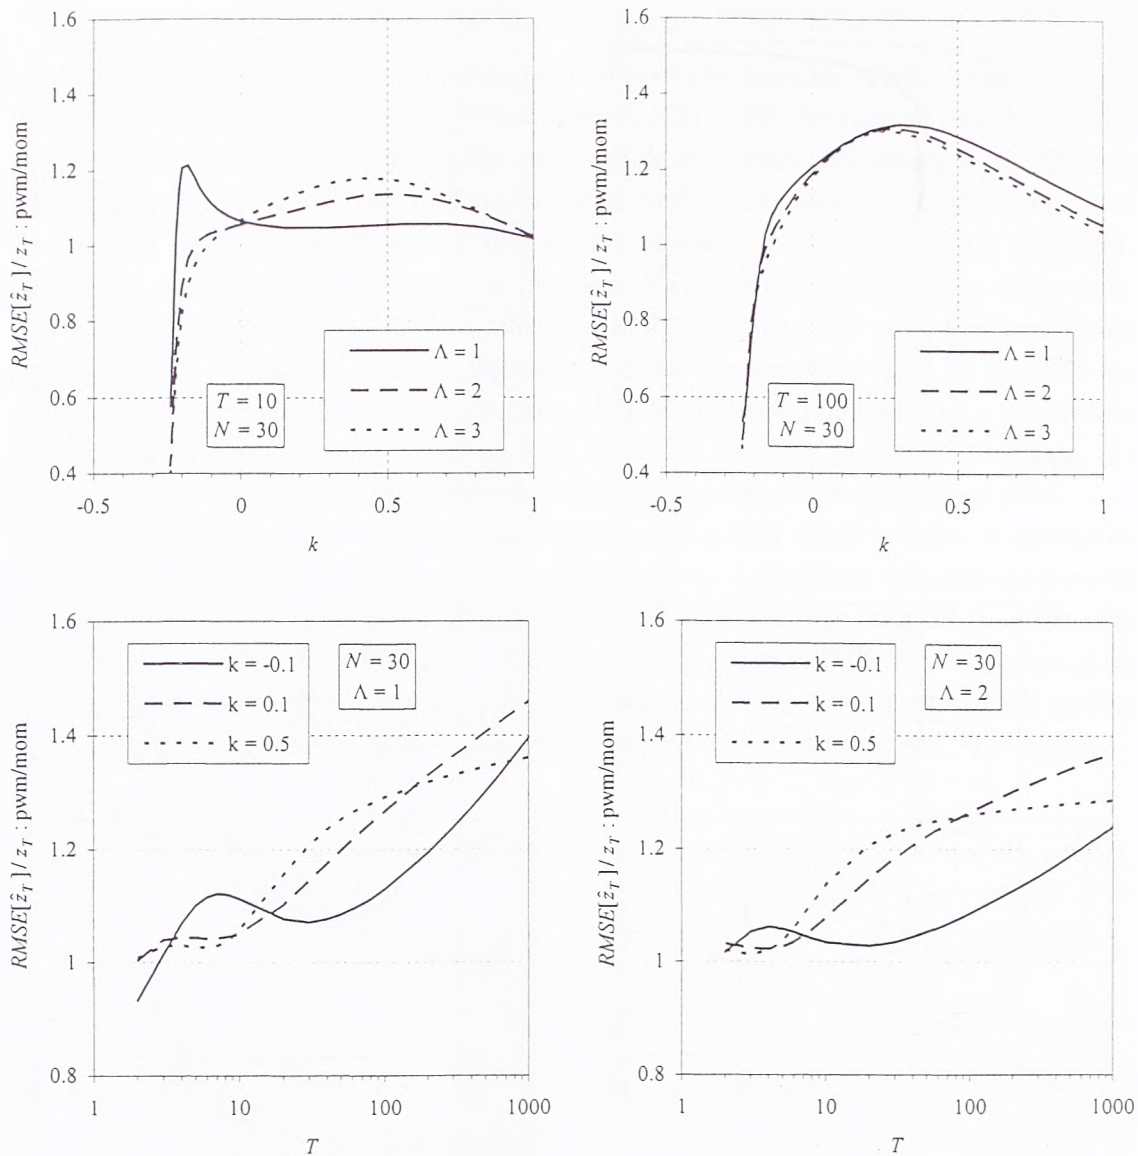 1.6
1.4
1.2
1
0.8
0.6
0.4
-0.5
0
0.5
1
k
RMSE[ẑ_T] / z_T : pwm/mom
Λ = 1
Λ = 2
Λ = 3
T = 10
N = 30
1.6
1.4
1.2
1
0.8
0.6
0.4
-0.5
0
0.5
1
k
RMSE[ẑ_T] / z_T : pwm/mom
Λ = 1
Λ = 2
Λ = 3
T = 100
N = 30
1.6
1.4
1.2
1
0.8
1
10
100
1000
T
RMSE[ẑ_T] / z_T : pwm/mom
k = -0.1
k = 0.1
k = 0.5
N = 30
Λ = 1
1.6
1.4
1.2
1
0.8
1
10
100
1000
T
RMSE[ẑ_T] / z_T : pwm/mom
k = -0.1
k = 0.1
k = 0.5
N = 30
Λ = 2